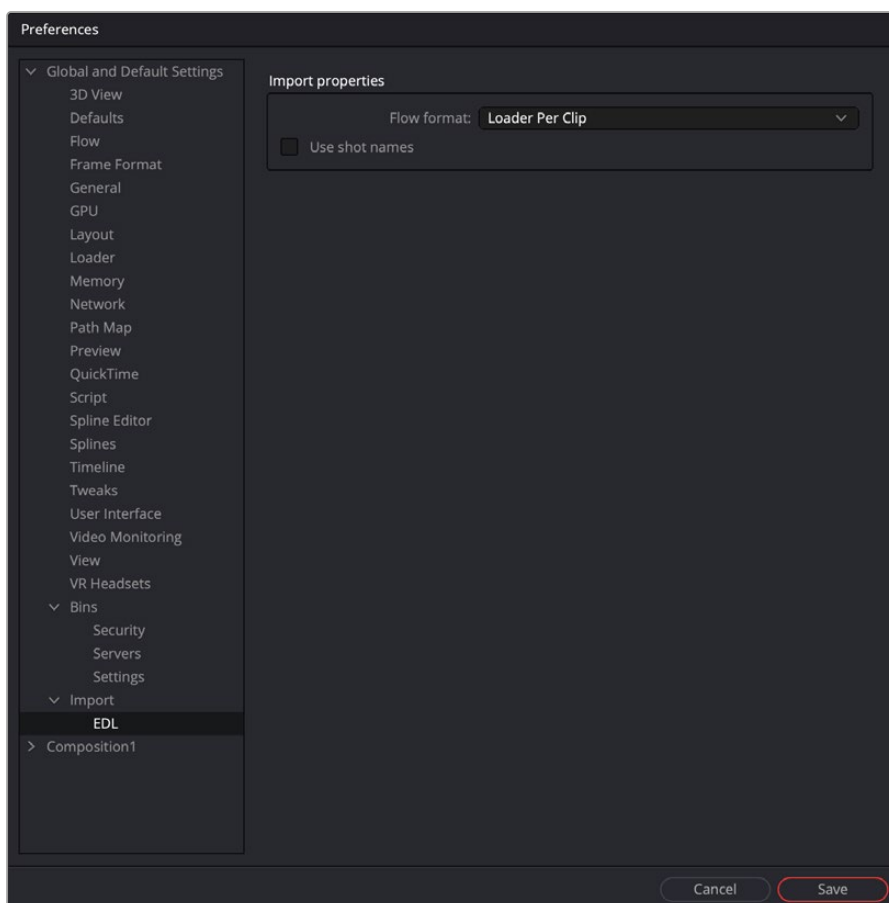 Preferences
Global and Default Settings
3D View
Defaults
Flow
Frame Format
General
GPU
Layout
Loader
Memory
Network
Path Map
Preview
QuickTime
Script
Spline Editor
Splines
Timeline
Tweaks
User Interface
Video Monitoring
View
VR Headsets
Bins
Security
Servers
Settings
Import
EDL
Composition1
Import properties
Flow format: Loader Per Clip
Use shot names
Cancel Save